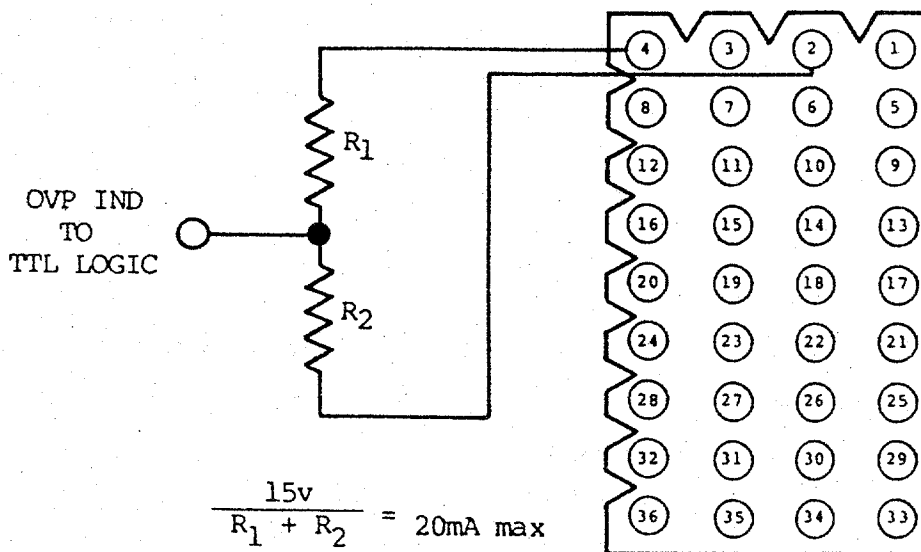 4 3 2 1
R1
8 7 6 5
12 11 10 9
OVP IND
TO
TTL LOGIC
16 15 14 13
R2
20 19 18 17
24 23 22 21
28 27 26 25
32 31 30 29
15v
R1 + R2 = 20mA max
36 35 34 33